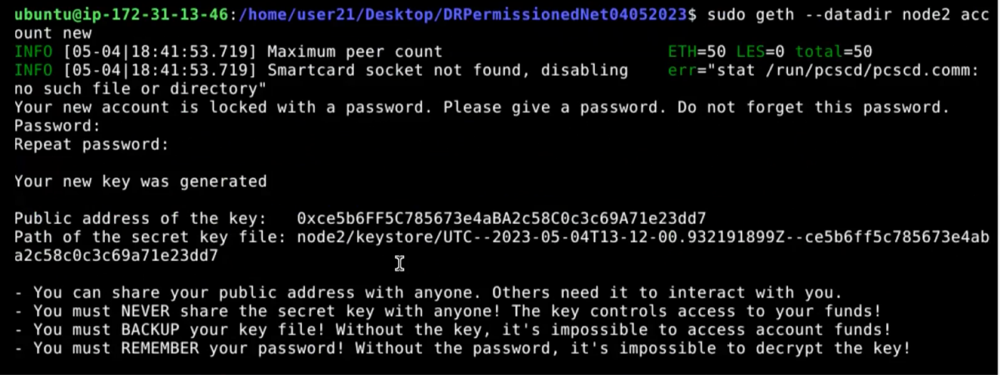 ubuntu@ip-172-31-13-46:/home/user21/Desktop/DRPermissionedNet04052023$ sudo geth --datadir node2 acc
ount new
INFO [05-04|18:41:53.719] Maximum peer count                       ETH=50 LES=0 total=50
INFO [05-04|18:41:53.719] Smartcard socket not found, disabling    err="stat /run/pcscd/pcscd.comm:
no such file or directory"
Your new account is locked with a password. Please give a password. Do not forget this password.
Password:
Repeat password:
Your new key was generated
Public address of the key:   0xce5b6FF5C785673e4aBA2c58C0c3c69A71e23dd7
Path of the secret key file: node2/keystore/UTC--2023-05-04T13-12-00.932191899Z--ce5b6ff5c785673e4ab
a2c58c0c3c69a71e23dd7
- You can share your public address with anyone. Others need it to interact with you.
- You must NEVER share the secret key with anyone! The key controls access to your funds!
- You must BACKUP your key file! Without the key, it's impossible to access account funds!
- You must REMEMBER your password! Without the password, it's impossible to decrypt the key!